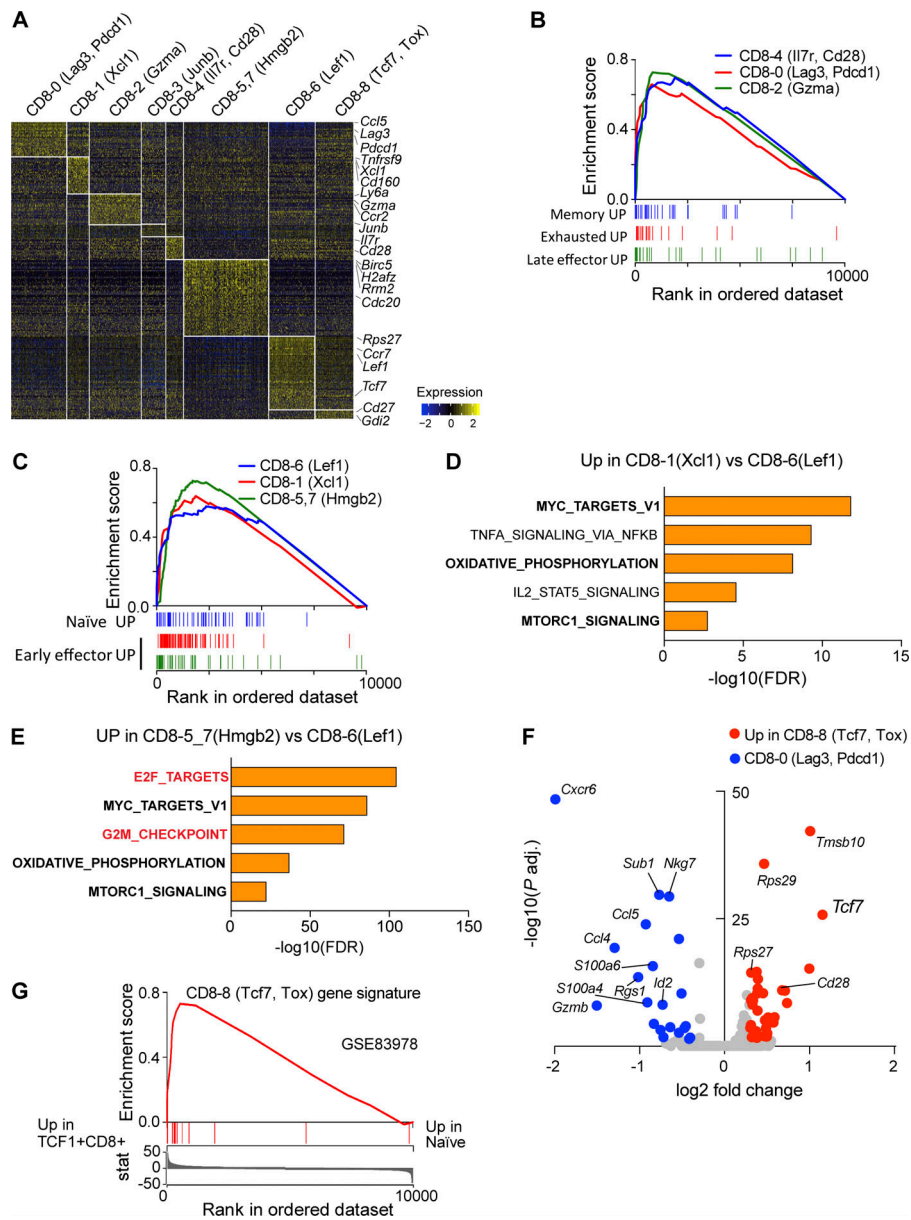 A
CD8-0 (Lag3, Pdcd1)
CD8-1 (Xcl1)
CD8-2 (Gzma)
CD8-3 (Junb)
CD8-4 (Il7r, Cd28)
CD8-5,7 (Hmgb2)
CD8-6 (Lef1)
CD8-8 (Tcf7, Tox)
Ccl5
Lag3
Pdcd1
Tnfrsf9
Xcl1
Cd160
Ly6a
Gzma
Ccr2
Junb
Il7r
Cd28
Birc5
H2afz
Rrm2
Cdc20
Rps27
Ccr7
Lef1
Tcf7
Cd27
Gdi2
Expression
−2 0 2
B
Enrichment score
0.8
0.4
0
CD8-4 (Il7r, Cd28)
CD8-0 (Lag3, Pdcd1)
CD8-2 (Gzma)
Memory UP
Exhausted UP
Late effector UP
0 10000
Rank in ordered dataset
C
Enrichment score
0.8
0.4
0.0
CD8-6 (Lef1)
CD8-1 (Xcl1)
CD8-5,7 (Hmgb2)
Naïve UP
Early effector UP
0 10000
Rank in ordered dataset
D
Up in CD8-1(Xcl1) vs CD8-6(Lef1)
MYC_TARGETS_V1
TNFA_SIGNALING_VIA_NFKB
OXIDATIVE_PHOSPHORYLATION
IL2_STAT5_SIGNALING
MTORC1_SIGNALING
0 5 10 15
-log10(FDR)
E
UP in CD8-5_7(Hmgb2) vs CD8-6(Lef1)
E2F_TARGETS
MYC_TARGETS_V1
G2M_CHECKPOINT
OXIDATIVE_PHOSPHORYLATION
MTORC1_SIGNALING
0 50 100 150
-log10(FDR)
F
Up in CD8-8 (Tcf7, Tox)
CD8-0 (Lag3, Pdcd1)
-log10(P adj.)
50
25
Cxcr6
Tmsb10
Sub1
Nkg7
Rps29
Ccl5
Tcf7
Ccl4
Rps27
S100a6
S100a4
Rgs1
Id2
Cd28
Gzmb
-2 -1 0 1 2
log2 fold change
G
CD8-8 (Tcf7, Tox) gene signature
GSE83978
Enrichment score
0.8
0.4
0.0
Up in
TCF1+CD8+
Up in
Naïve
stat
50
0
-50
0 10000
Rank in ordered dataset